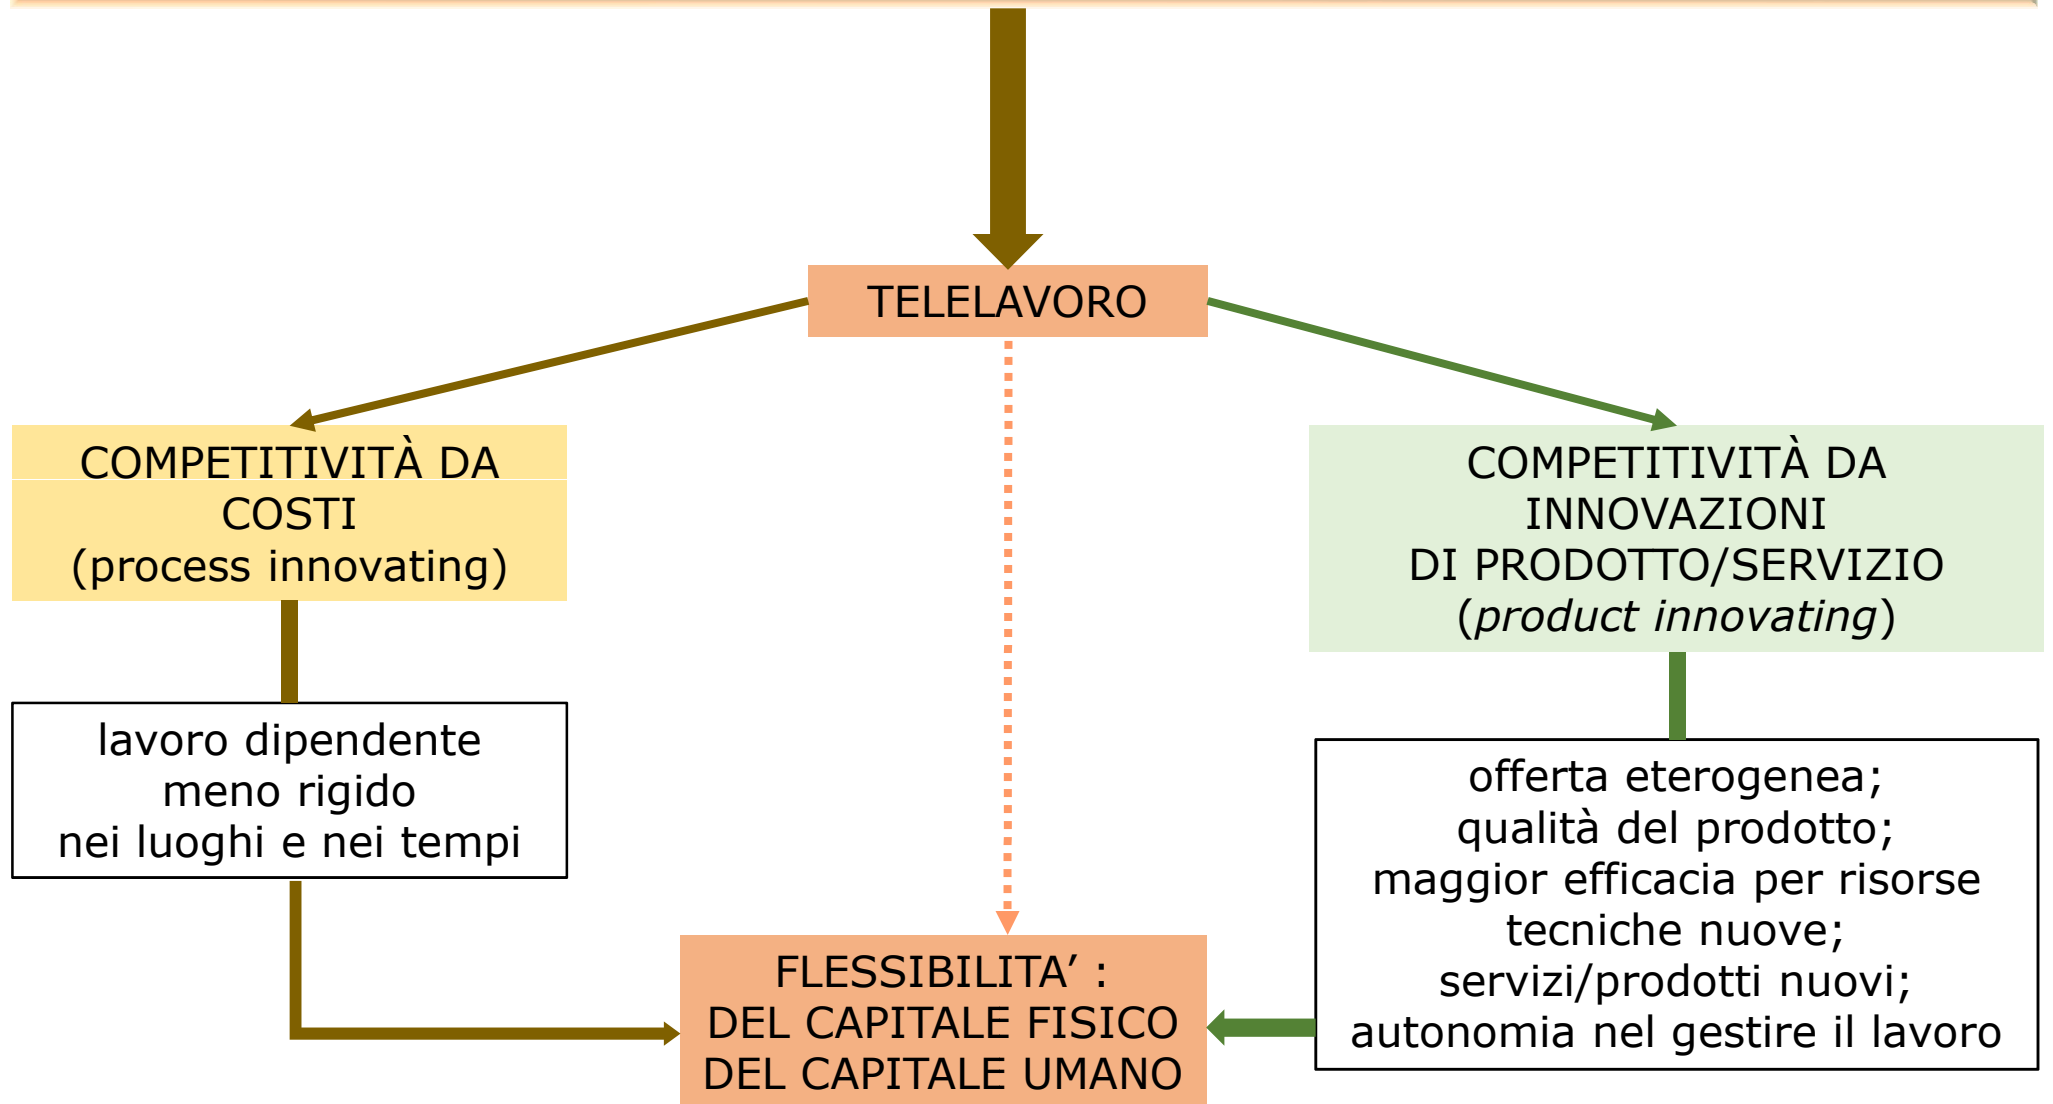 TELELAVORO
COMPETITIVITÀ DA
COSTI
(process innovating)
COMPETITIVITÀ DA
INNOVAZIONI
DI PRODOTTO/SERVIZIO
(product innovating)
lavoro dipendente
meno rigido
nei luoghi e nei tempi
offerta eterogenea;
qualità del prodotto;
maggior efficacia per risorse
tecniche nuove;
servizi/prodotti nuovi;
autonomia nel gestire il lavoro
FLESSIBILITA’ :
DEL CAPITALE FISICO
DEL CAPITALE UMANO